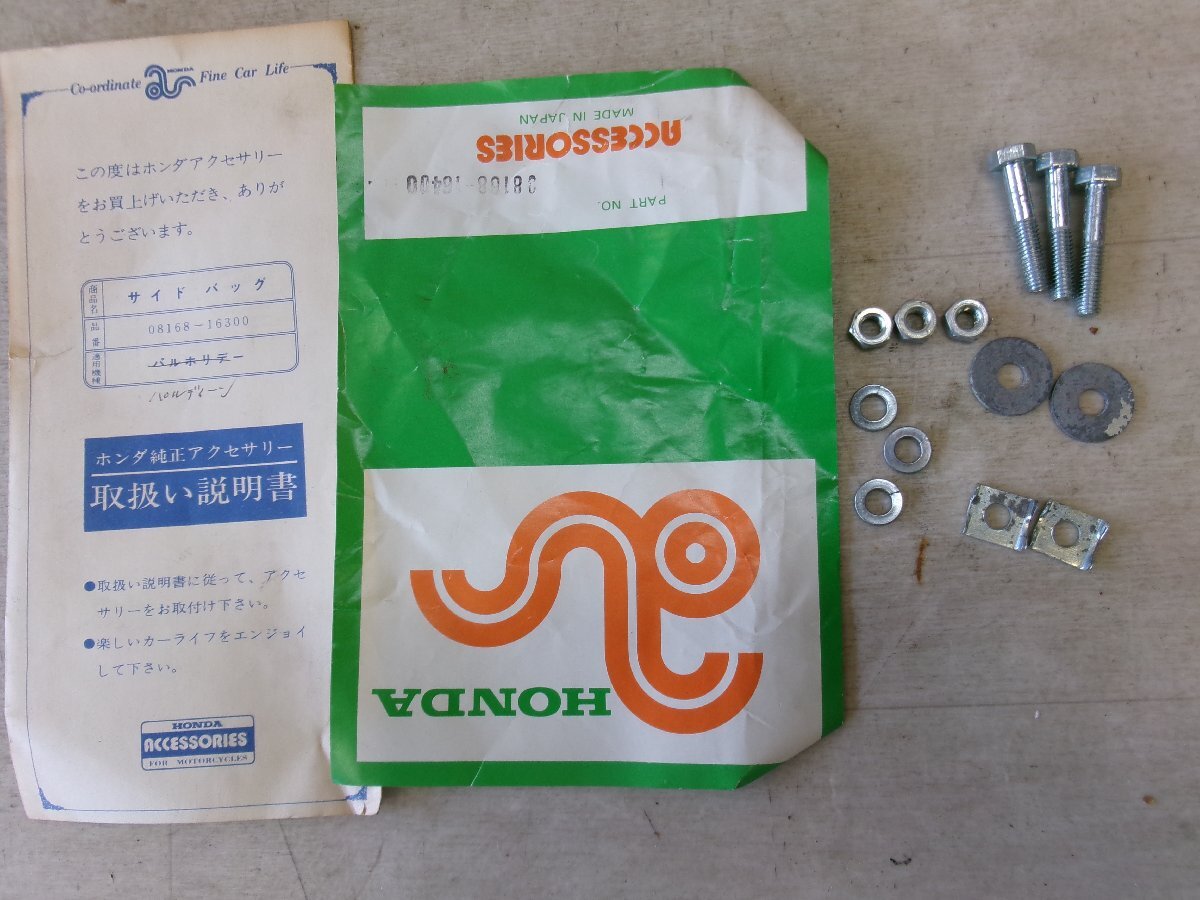 Co-ordinate HONDA Fine Car Life
この度はホンダアクセサリー
をお買上げいただき、ありが
とうございます。
商品名 サイド バッグ
品番 08168-16300
適用機種 バルホリデー
パルディーン
ホンダ純正アクセサリー
取扱い説明書
●取扱い説明書に従って、アクセ
サリーをお取付け下さい。
●楽しいカーライフをエンジョイ
して下さい。
HONDA
ACCESSORIES
FOR MOTORCYCLES
HONDA
PART NO.
08168-16400
ACCESSORIES
MADE IN JAPAN